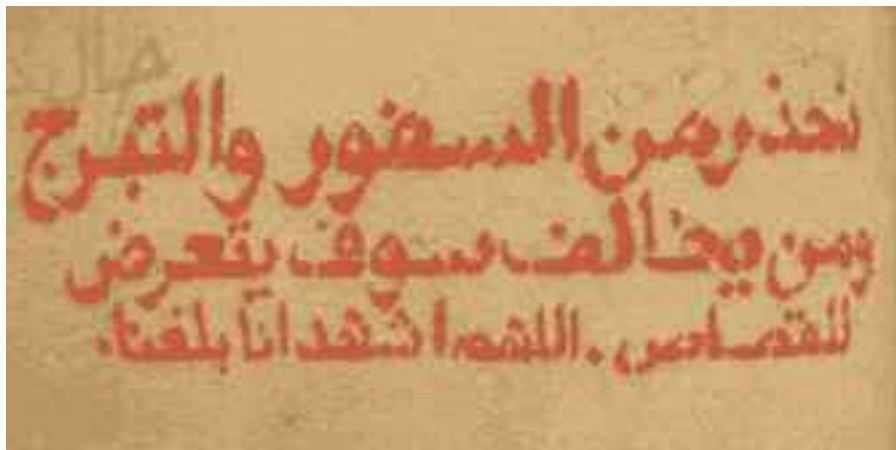 نحذر من السفور والتبرج
ومن يخالف سوف يتعرض
للقصاص. اللهم اشهد انا بلغنا.